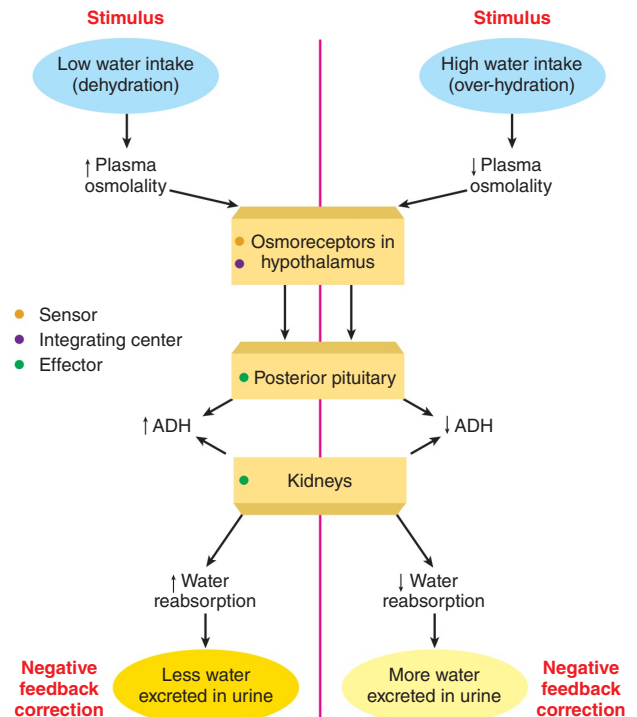 Stimulus
Stimulus
Low water intake
(dehydration)
High water intake
(over-hydration)
↑ Plasma
osmolality
↓ Plasma
osmolality
Osmoreceptors in
hypothalamus
Sensor
Integrating center
Effector
Posterior pituitary
↑ ADH
↓ ADH
Kidneys
↑ Water
reabsorption
↓ Water
reabsorption
Negative
feedback
correction
Less water
excreted in urine
More water
excreted in urine
Negative
feedback
correction